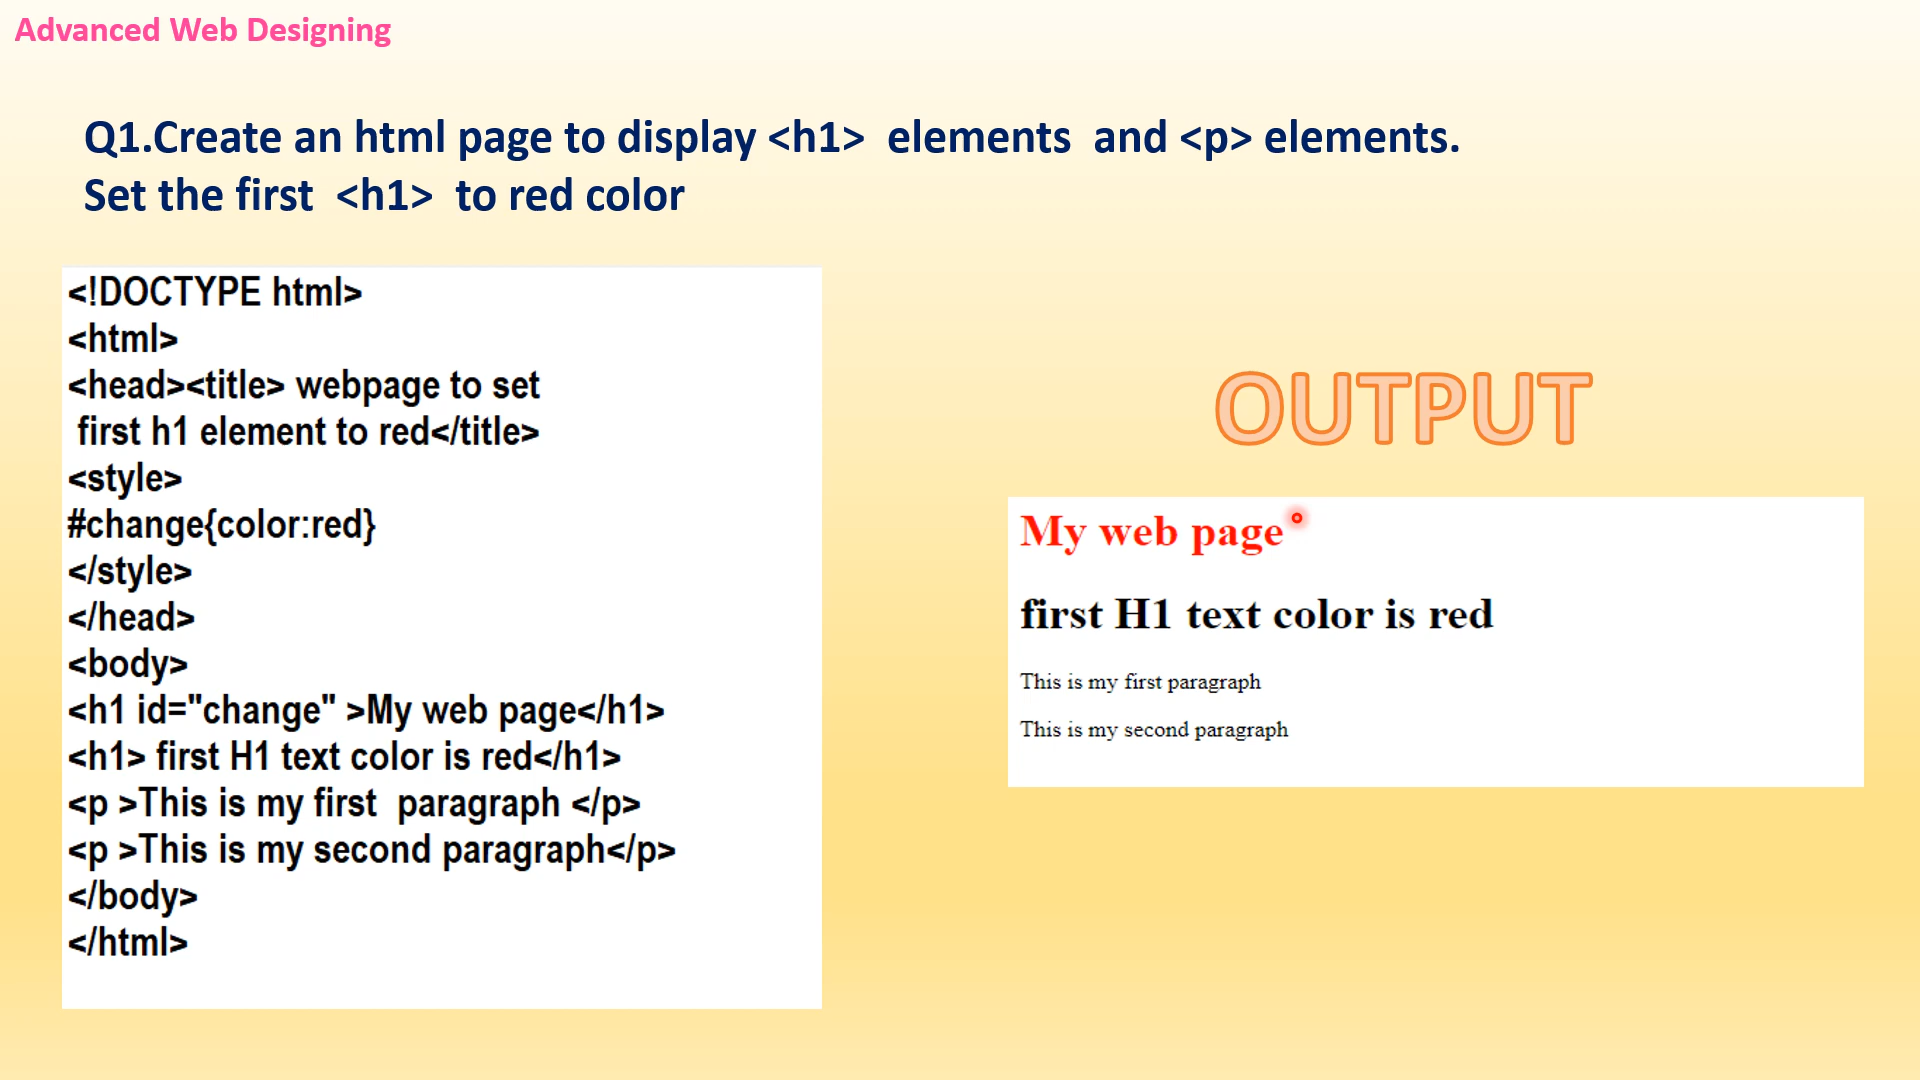 Advanced Web Designing
Q1.Create an html page to display <h1>  elements  and <p> elements.
Set the first  <h1>  to red color
<!DOCTYPE html>
<html>
<head><title> webpage to set
 first h1 element to red</title>
<style>
#change{color:red}
</style>
</head>
<body>
<h1 id="change" >My web page</h1>
<h1> first H1 text color is red</h1>
<p >This is my first  paragraph </p>
<p >This is my second paragraph</p>
</body>
</html>
OUTPUT
My web page
first H1 text color is red
This is my first paragraph
This is my second paragraph